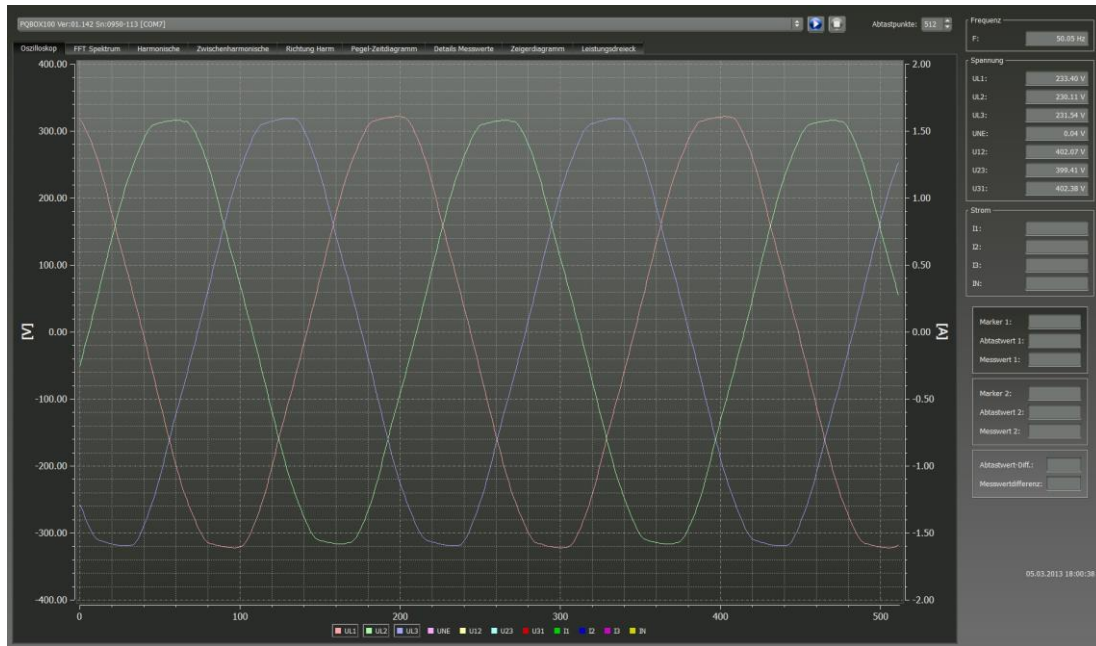 PQBOX100 Ver:01.142 Sn:0950-113 [COM7]
Abtastpunkte: 512
Oszilloskop FFT Spektrum Harmonische Zwischenharmonische Richtung Harm Pegel-Zeitdiagramm Details Messwerte Zeigerdiagramm Leistungsdreieck
400.00
300.00
200.00
100.00
0.00
-100.00
-200.00
-300.00
-400.00
[V]
2.00
1.50
1.00
0.50
0.00
-0.50
-1.00
-1.50
-2.00
[A]
0 100 200 300 400 500
UL1 UL2 UL3 UNE U12 U23 U31 I1 I2 I3 IN
Frequenz
F: 50.05 Hz
Spannung
UL1: 233.40 V
UL2: 230.11 V
UL3: 231.54 V
UNE: 0.04 V
U12: 402.07 V
U23: 399.41 V
U31: 402.38 V
Strom
I1:
I2:
I3:
IN:
Marker 1:
Abtastwert 1:
Messwert 1:
Marker 2:
Abtastwert 2:
Messwert 2:
Abtastwert-Diff.:
Messwertdifferenz:
05.03.2013 18:00:38